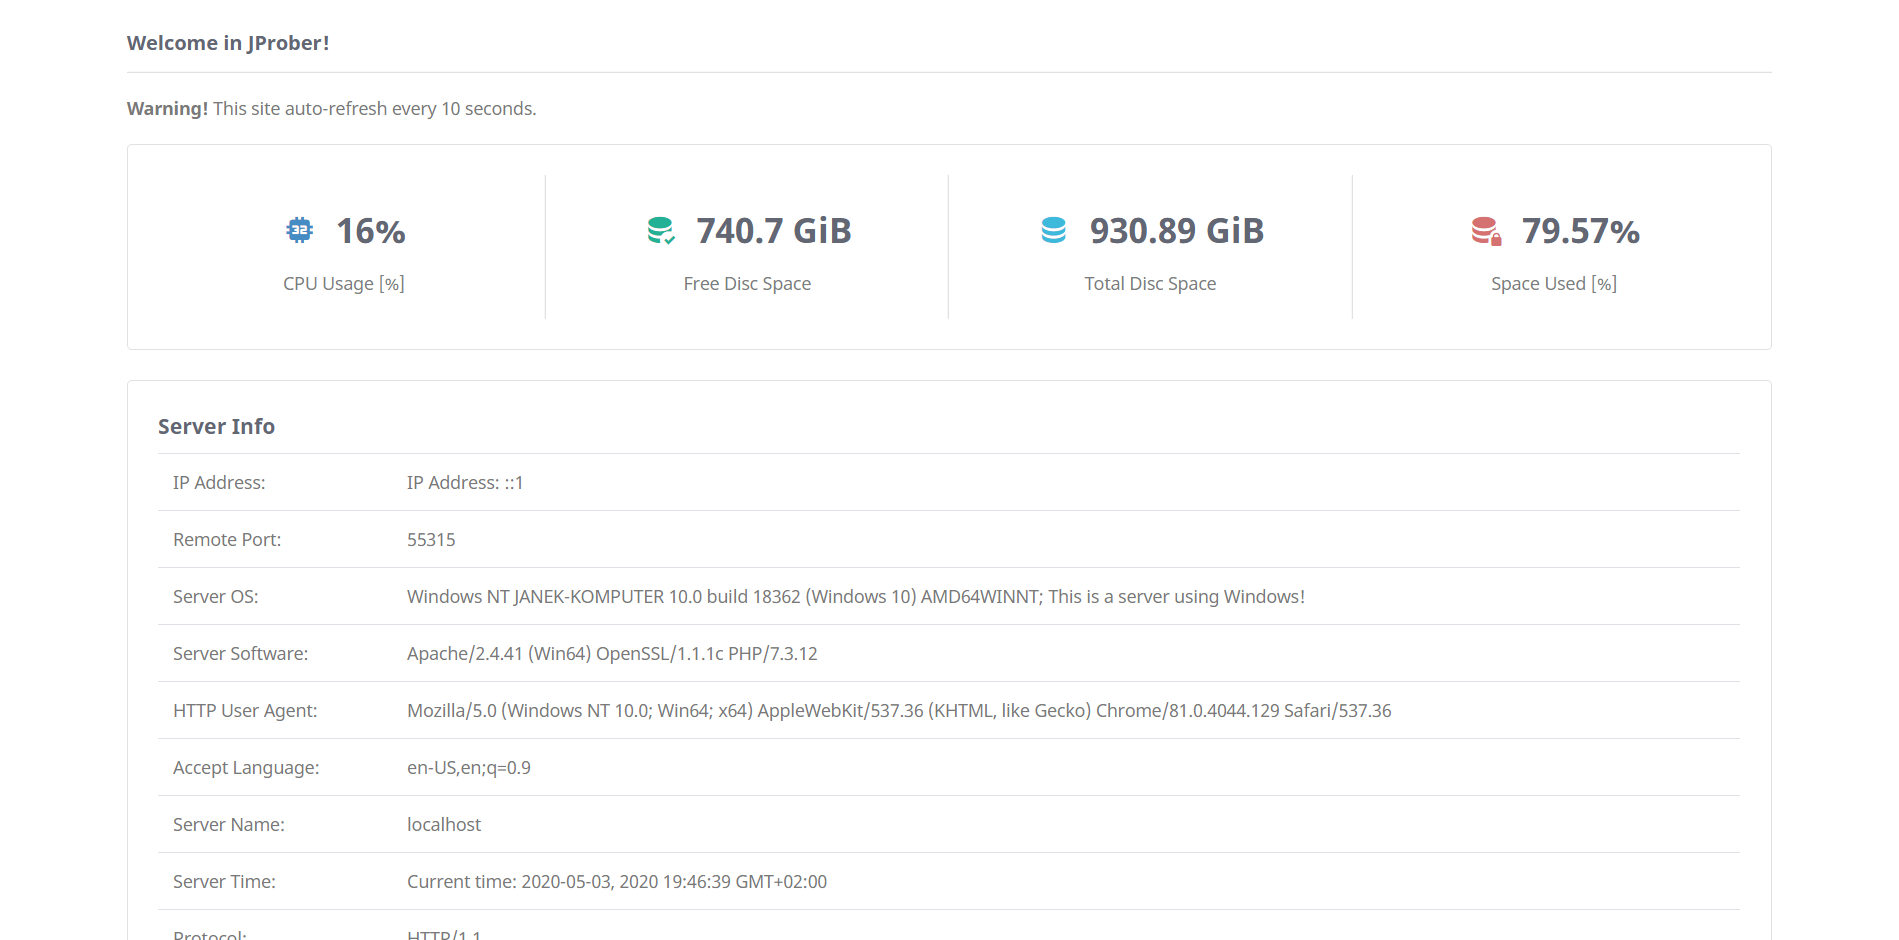 Welcome in JProber!
Warning! This site auto-refresh every 10 seconds.
32 16%
CPU Usage [%]
740.7 GiB
Free Disc Space
930.89 GiB
Total Disc Space
79.57%
Space Used [%]
Server Info
IP Address: IP Address: ::1
Remote Port: 55315
Server OS: Windows NT JANEK-KOMPUTER 10.0 build 18362 (Windows 10) AMD64WINNT; This is a server using Windows!
Server Software: Apache/2.4.41 (Win64) OpenSSL/1.1.1c PHP/7.3.12
HTTP User Agent: Mozilla/5.0 (Windows NT 10.0; Win64; x64) AppleWebKit/537.36 (KHTML, like Gecko) Chrome/81.0.4044.129 Safari/537.36
Accept Language: en-US,en;q=0.9
Server Name: localhost
Server Time: Current time: 2020-05-03, 2020 19:46:39 GMT+02:00
Protocol: HTTP/1.1